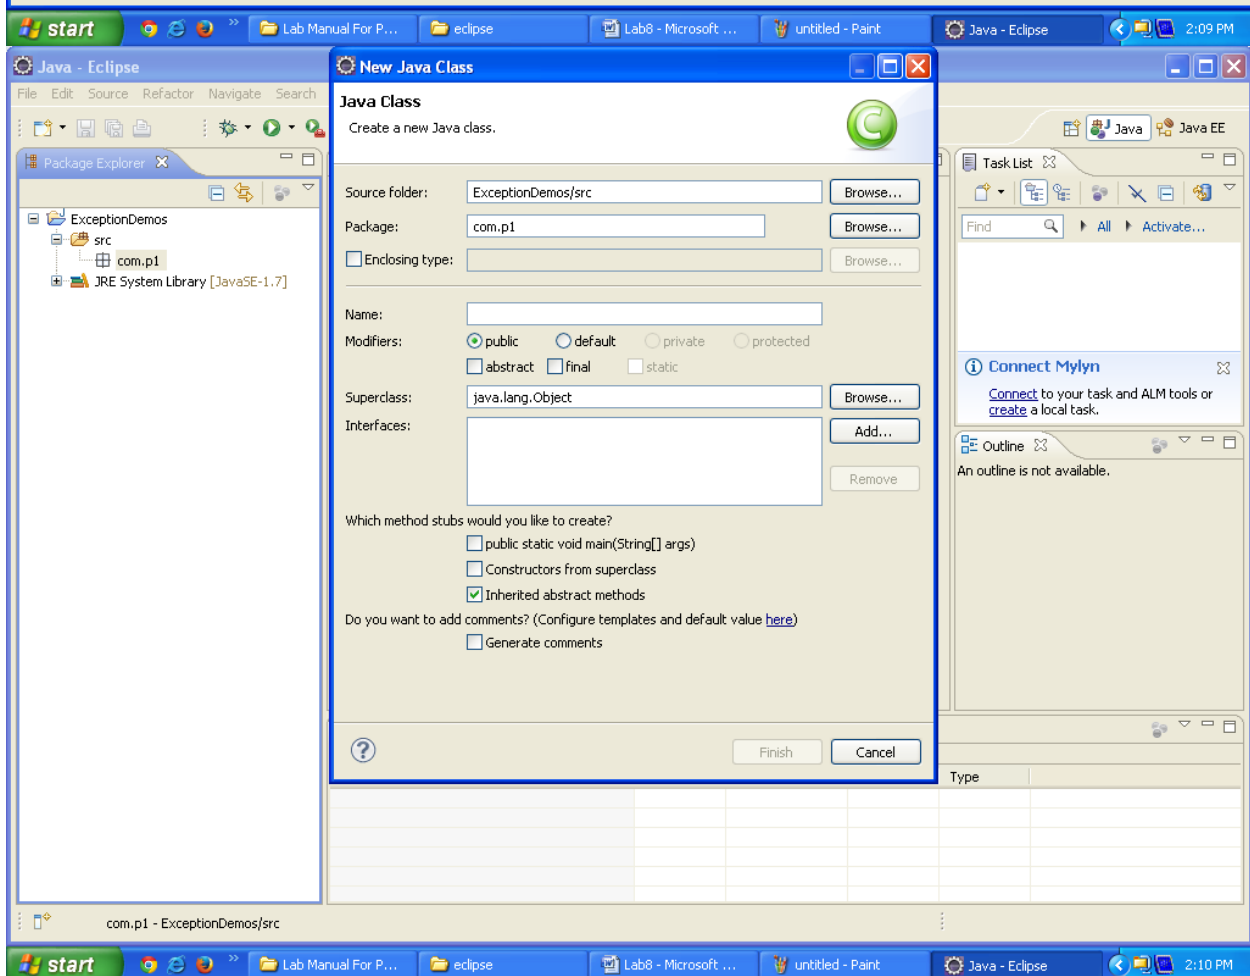 start
Lab Manual For P...
eclipse
Lab8 - Microsoft ...
untitled - Paint
Java - Eclipse
2:09 PM
Java - Eclipse
File Edit Source Refactor Navigate Search
Java
Java EE
Package Explorer
ExceptionDemos
src
com.p1
JRE System Library [JavaSE-1.7]
New Java Class
Java Class
Create a new Java class.
Source folder: ExceptionDemos/src Browse...
Package: com.p1 Browse...
Enclosing type: Browse...
Name:
Modifiers: public default private protected
abstract final static
Superclass: java.lang.Object Browse...
Interfaces: Add...
Remove
Which method stubs would you like to create?
public static void main(String[] args)
Constructors from superclass
Inherited abstract methods
Do you want to add comments? (Configure templates and default value here)
Generate comments
Finish Cancel
Task List
Find All Activate...
Connect Mylyn
Connect to your task and ALM tools or
create a local task.
Outline
An outline is not available.
Type
com.p1 - ExceptionDemos/src
start
Lab Manual For P...
eclipse
Lab8 - Microsoft ...
untitled - Paint
Java - Eclipse
2:10 PM